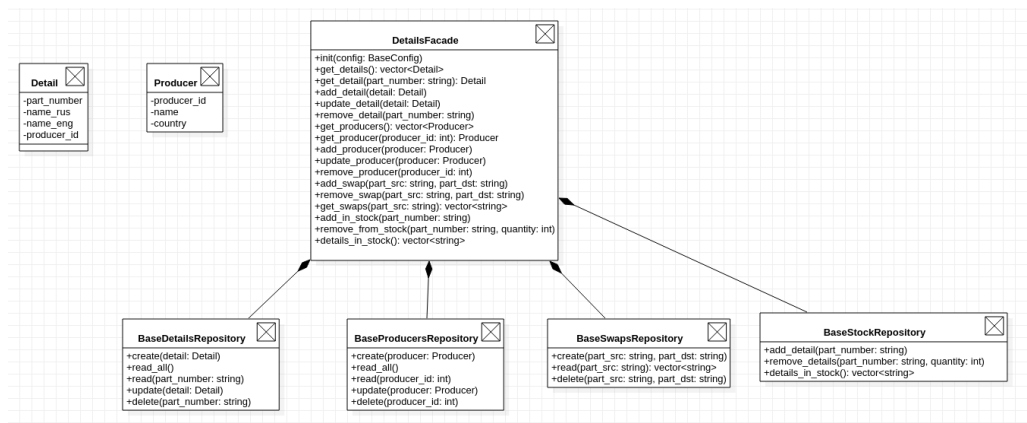 DetailsFacade
+init(config: BaseConfig)
+get_details(): vector<Detail>
+get_detail(part_number: string): Detail
+add_detail(detail: Detail)
+update_detail(detail: Detail)
+remove_detail(part_number: string)
+get_producers(): vector<Producer>
+get_producer(producer_id: int): Producer
+add_producer(producer: Producer)
+update_producer(producer: Producer)
+remove_producer(producer_id: int)
+add_swap(part_src: string, part_dst: string)
+remove_swap(part_src: string, part_dst: string)
+get_swaps(part_src: string): vector<string>
+add_in_stock(part_number: string)
+remove_from_stock(part_number: string, quantity: int)
+details_in_stock(): vector<string>
Detail
-part_number
-name_rus
-name_eng
-producer_id
Producer
-producer_id
-name
-country
BaseDetailsRepository
+create(detail: Detail)
+read_all()
+read(part_number: string)
+update(detail: Detail)
+delete(part_number: string)
BaseProducersRepository
+create(producer: Producer)
+read_all()
+read(producer_id: int)
+update(producer: Producer)
+delete(producer_id: int)
BaseSwapsRepository
+create(part_src: string, part_dst: string)
+read(part_src: string): vector<string>
+delete(part_src: string, part_dst: string)
BaseStockRepository
+add_detail(part_number: string)
+remove_details(part_number: string, quantity: int)
+details_in_stock(): vector<string>